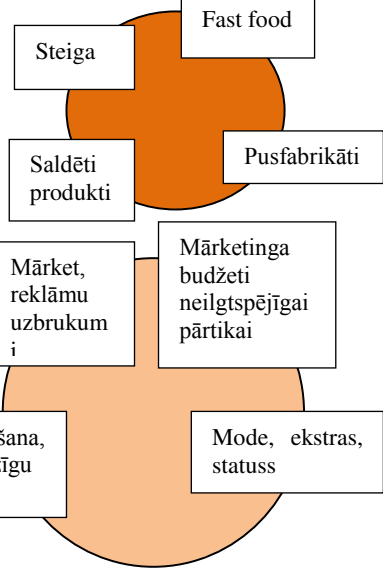 Fast food
Steiga
Saldēti
produkti
Pusfabrikāti
Mārket,
reklāmu
uzbrukum
i
Mārketinga
budžeti
neilgtspējīgai
pārtikai
Mode, ekstras,
statuss